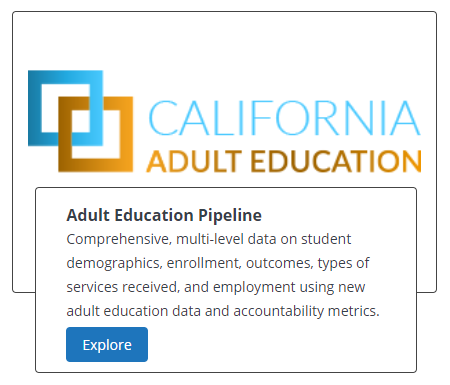 CALIFORNIA
ADULT EDUCATION
Adult Education Pipeline
Comprehensive, multi-level data on student
demographics, enrollment, outcomes, types of
services received, and employment using new
adult education data and accountability metrics.
Explore